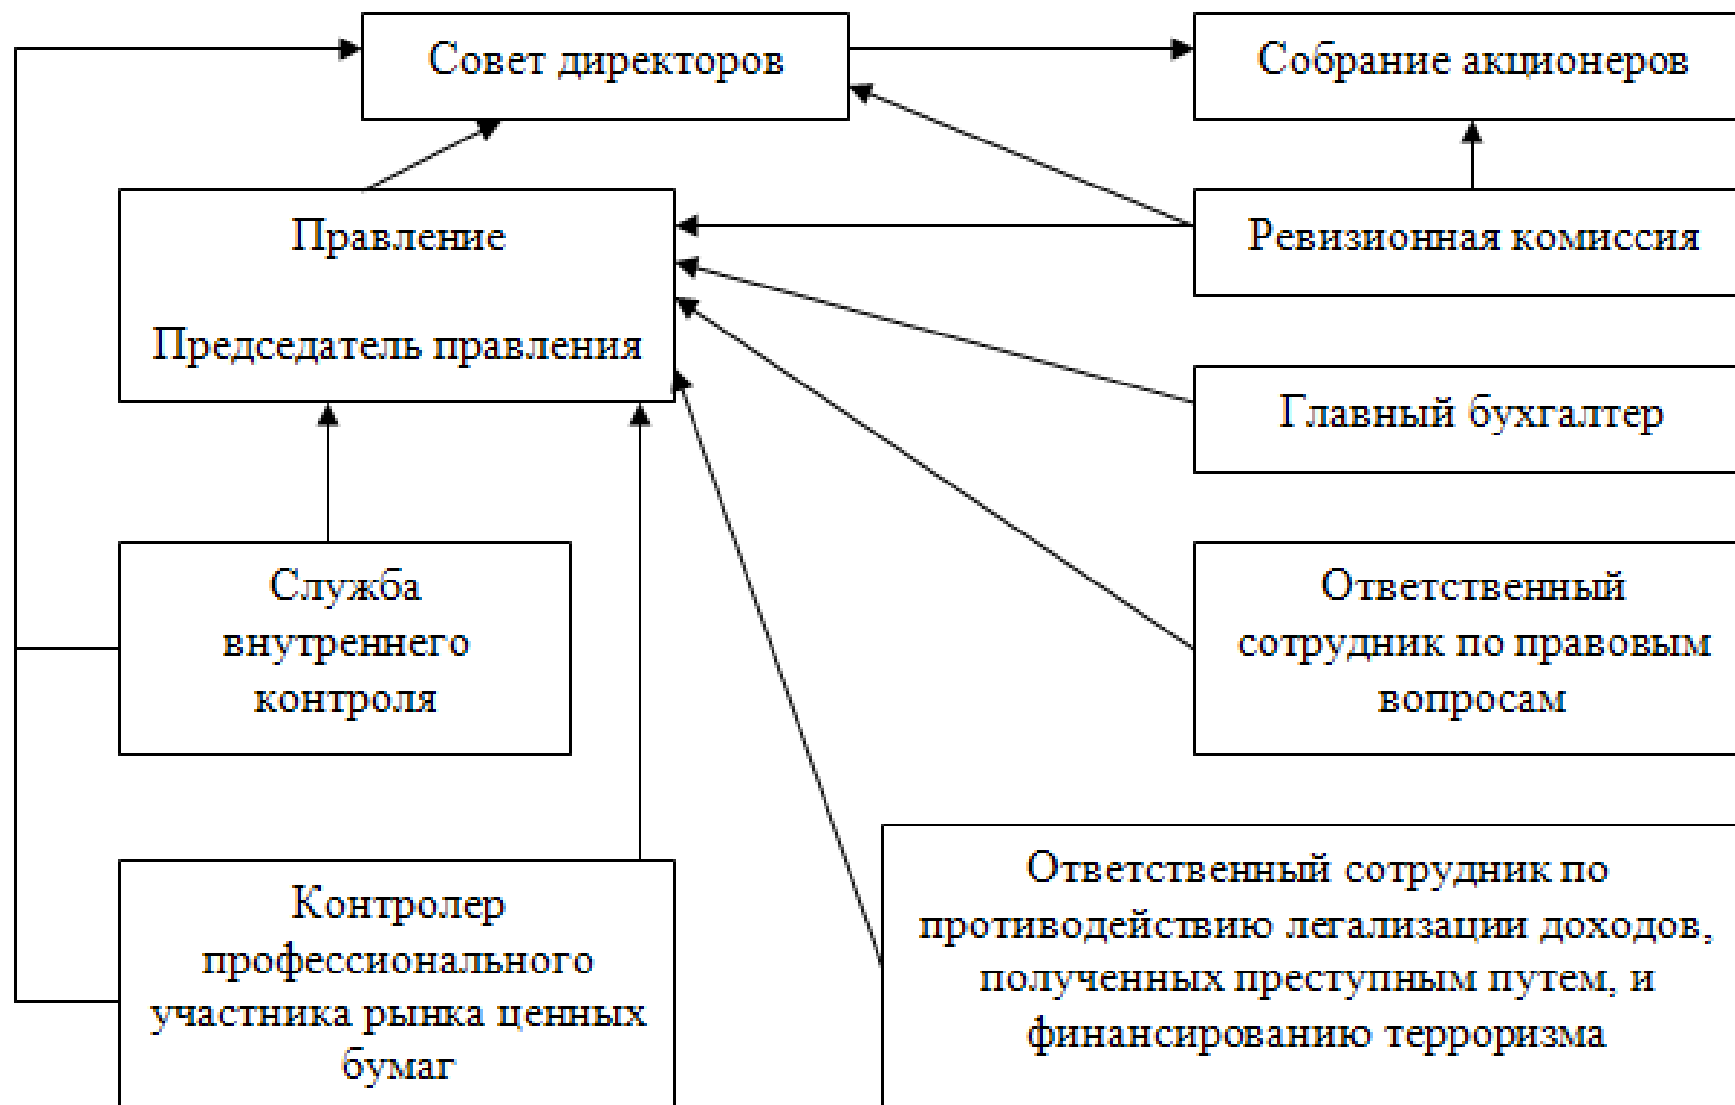 Совет директоров
Собрание акционеров
Правление
Председатель правления
Ревизионная комиссия
Главный бухгалтер
Служба
внутреннего
контроля
Ответственный
сотрудник по правовым
вопросам
Контролер
профессионального
участника рынка ценных
бумаг
Ответственный сотрудник по
противодействию легализации доходов,
полученных преступным путем, и
финансированию терроризма